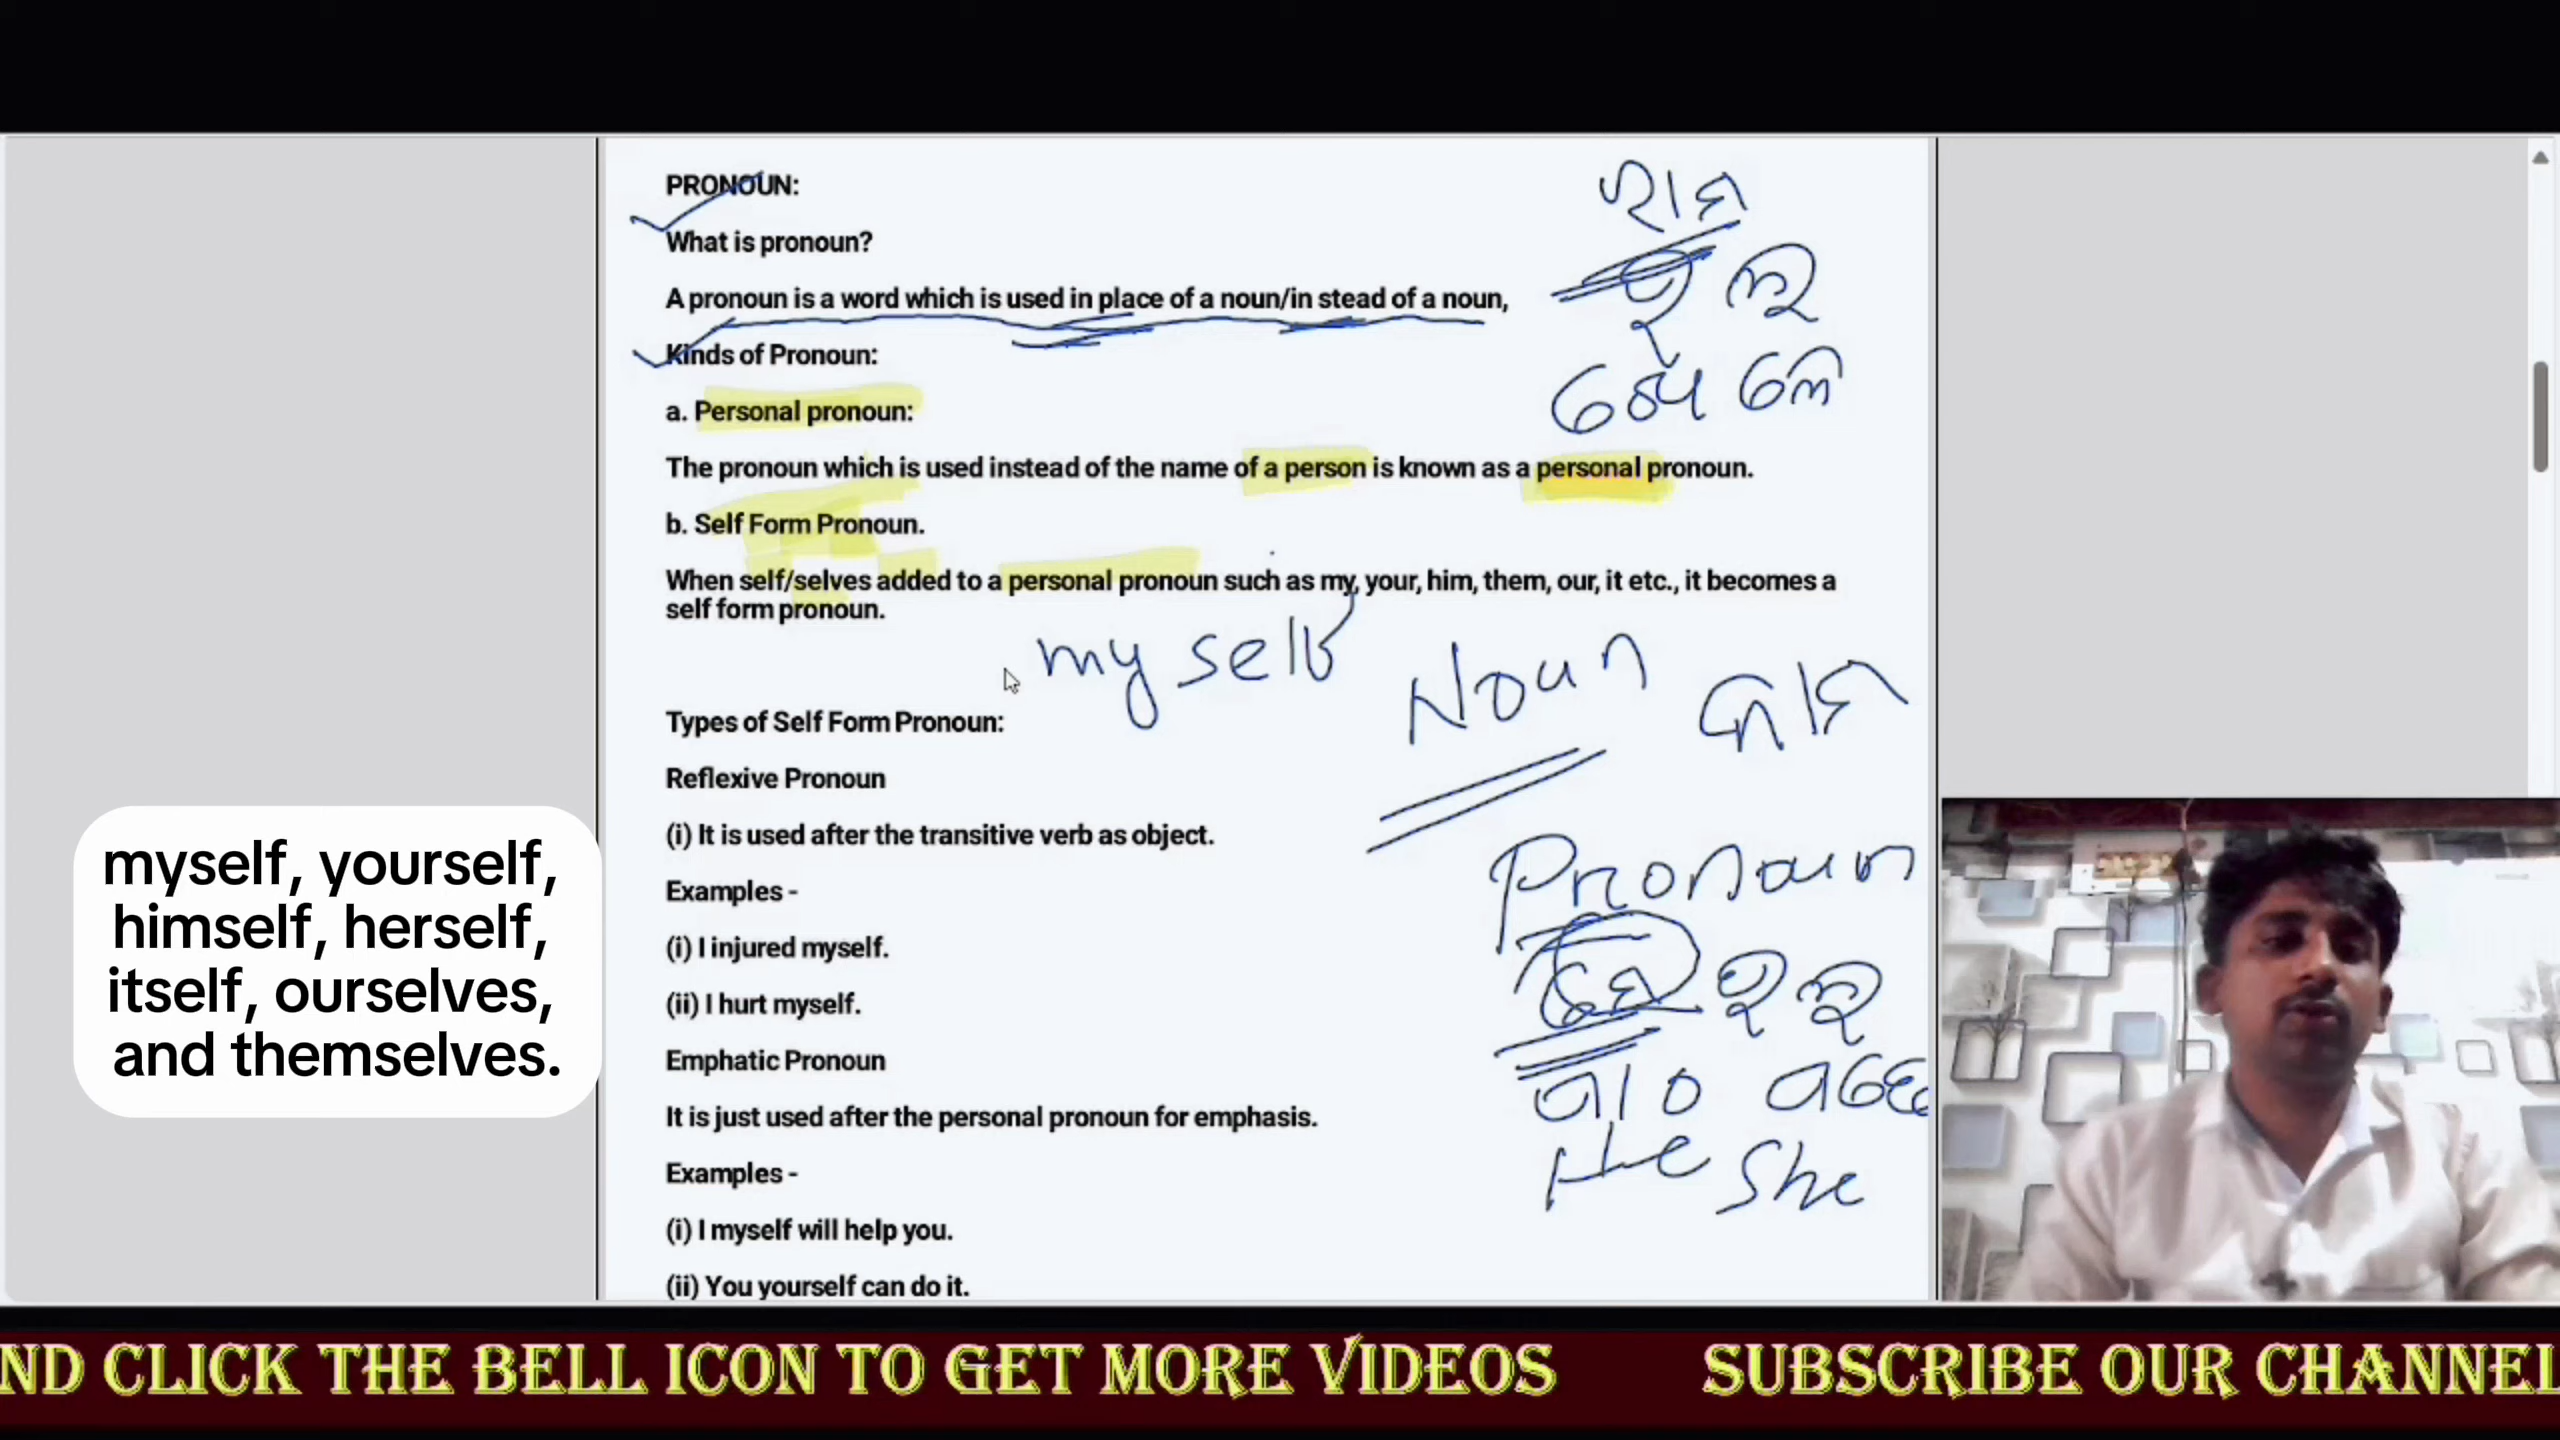 PRONOUN:
What is pronoun?
A pronoun is a word which is used in place of a noun/in stead of a noun,
Kinds of Pronoun:
a. Personal pronoun:
The pronoun which is used instead of the name of a person is known as a personal pronoun.
b. Self Form Pronoun.
When self/selves added to a personal pronoun such as my, your, him, them, our, it etc., it becomes a
self form pronoun.
my self
Noun
Types of Self Form Pronoun:
Reflexive Pronoun
(i) It is used after the transitive verb as object.
Examples -
(i) I injured myself.
(ii) I hurt myself.
Emphatic Pronoun
It is just used after the personal pronoun for emphasis.
Examples -
(i) I myself will help you.
(ii) You yourself can do it.
Pronoun
He She
myself, yourself,
himself, herself,
itself, ourselves,
and themselves.
ND CLICK THE BELL ICON TO GET MORE VIDEOS SUBSCRIBE OUR CHANNEL